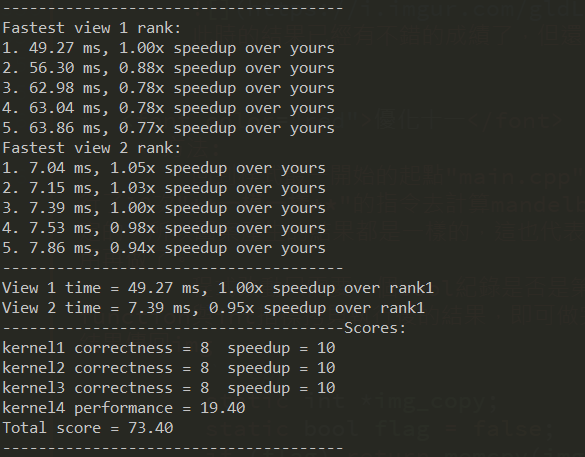 -------------------------------------
Fastest view 1 rank:
1. 49.27 ms, 1.00x speedup over yours
2. 56.30 ms, 0.88x speedup over yours
3. 62.98 ms, 0.78x speedup over yours
4. 63.04 ms, 0.78x speedup over yours
5. 63.86 ms, 0.77x speedup over yours
Fastest view 2 rank:
1. 7.04 ms, 1.05x speedup over yours
2. 7.15 ms, 1.03x speedup over yours
3. 7.39 ms, 1.00x speedup over yours
4. 7.53 ms, 0.98x speedup over yours
5. 7.86 ms, 0.94x speedup over yours
-------------------------------------
View 1 time = 49.27 ms, 1.00x speedup over rank1
View 2 time = 7.39 ms, 0.95x speedup over rank1
-------------------------------------Scores:
kernel1 correctness = 8  speedup = 10
kernel2 correctness = 8  speedup = 10
kernel3 correctness = 8  speedup = 10
kernel4 performance = 19.40
Total score = 73.40
-------------------------------------